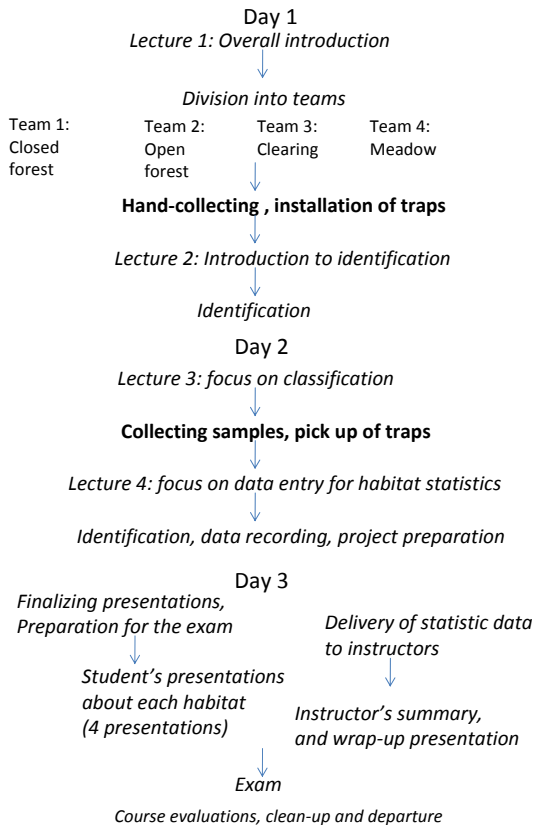 Day 1
Lecture 1: Overall introduction
Division into teams
Team 1:
Closed
forest
Team 2:
Open
forest
Team 3:
Clearing
Team 4:
Meadow
Hand-collecting , installation of traps
Lecture 2: Introduction to identification
Identification
Day 2
Lecture 3: focus on classification
Collecting samples, pick up of traps
Lecture 4: focus on data entry for habitat statistics
Identification, data recording, project preparation
Day 3
Finalizing presentations,
Preparation for the exam
Student's presentations
about each habitat
(4 presentations)
Delivery of statistic data
to instructors
Instructor's summary,
and wrap-up presentation
Exam
Course evaluations, clean-up and departure